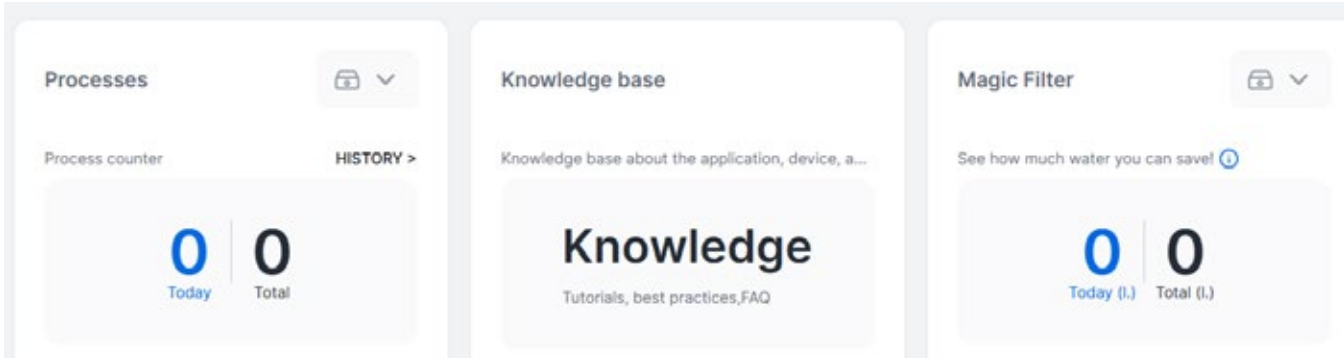 Processes
Process counter
HISTORY >
0
0
Today
Total
Knowledge base
Knowledge base about the application, device, a...
Knowledge
Tutorials, best practices,FAQ
Magic Filter
See how much water you can save!
0
0
Today (l.)
Total (l.)